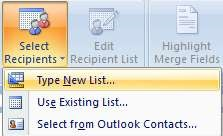 Select Edit Highlight
Recipients Recipient List Merge Fields
Type New List...
Use Existing List...
Select from Outlook Contacts...